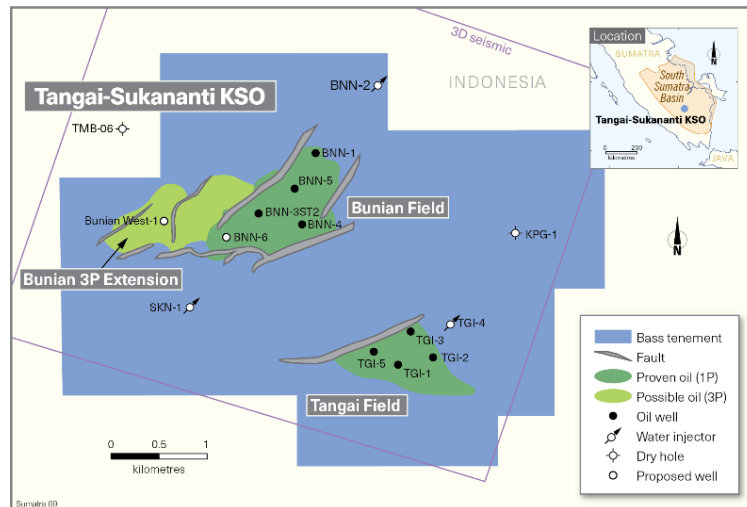 3D seismic
Location
SUMATRA
N
South
Sumatra
Basin
Tangai-Sukananti KSO
0 200
kilometres
JAVA
BNN-2
INDONESIA
Tangai-Sukananti KSO
TMB-06
BNN-1
BNN-5
BNN-3ST2
Bunian Field
Bunian West-1
BNN-4
BNN-6
KPG-1
N
Bunian 3P Extension
SKN-1
TGI-4
TGI-3
TGI-5
TGI-2
TGI-1
Tangai Field
Bass tenement
Fault
Proven oil (1P)
Possible oil (3P)
Oil well
Water injector
Dry hole
Proposed well
0 0.5 1
kilometres
Sumatra 09